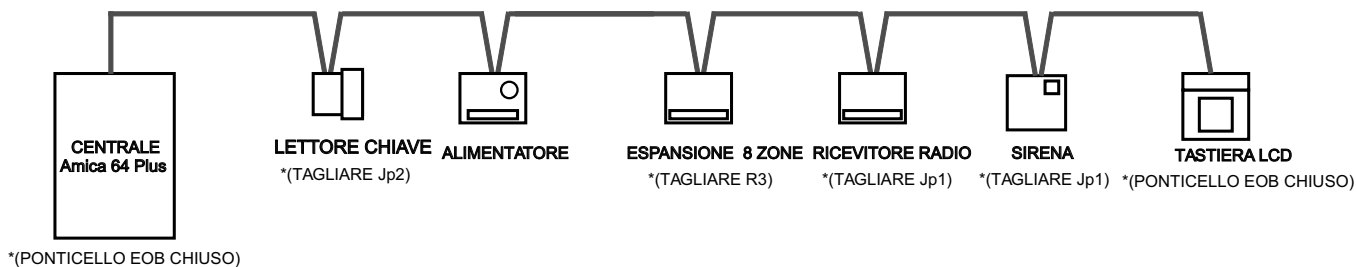 CENTRALE
Amica 64 Plus
*(PONTICELLO EOB CHIUSO)
LETTORE CHIAVE
*(TAGLIARE Jp2)
ALIMENTATORE
ESPANSIONE 8 ZONE
*(TAGLIARE R3)
RICEVITORE RADIO
*(TAGLIARE Jp1)
SIRENA
*(TAGLIARE Jp1)
TASTIERA LCD
*(PONTICELLO EOB CHIUSO)